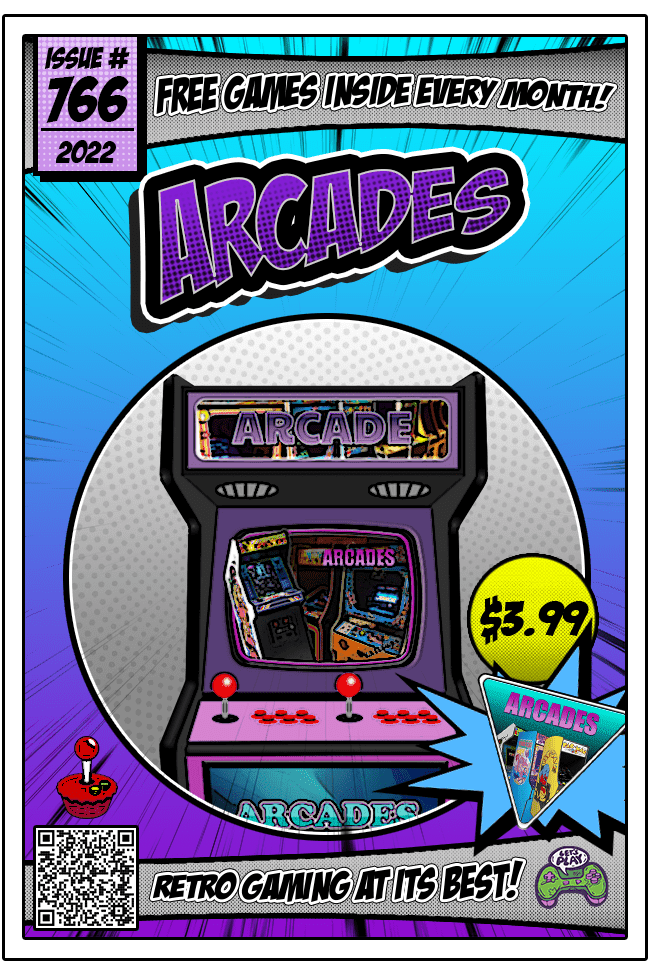 ISSUE #
766
2022
FREE GAMES INSIDE EVERY MONTH!
ARCADES
ARCADE
ARCADES
$3.99
ARCADES
ARCADES
LET'S
PLAY
RETRO GAMING AT ITS BEST!